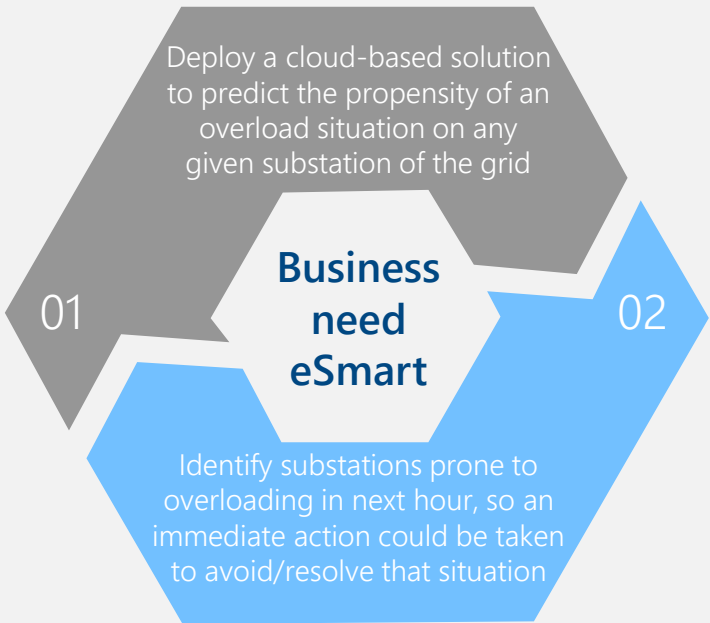 Deploy a cloud-based solution
to predict the propensity of an
overload situation on any
given substation of the grid
Business
need
eSmart
01
02
Identify substations prone to
overloading in next hour, so an
immediate action could be taken
to avoid/resolve that situation